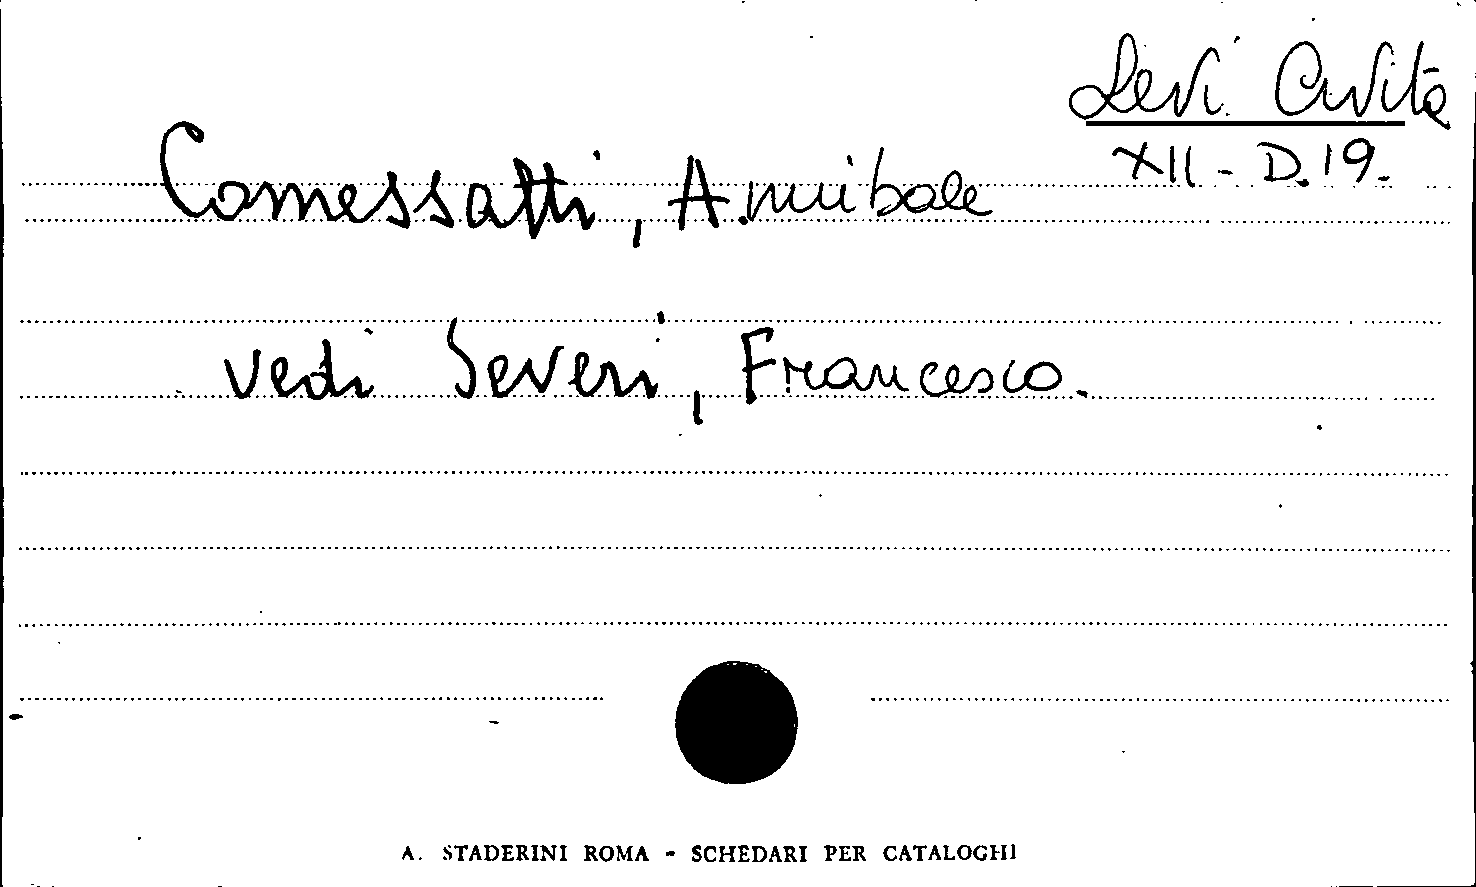 Levi Civita
XII - D.19.
Comessatti, Annibale
vedi Severi, Francesco.
A. STADERINI ROMA - SCHEDARI PER CATALOGHI